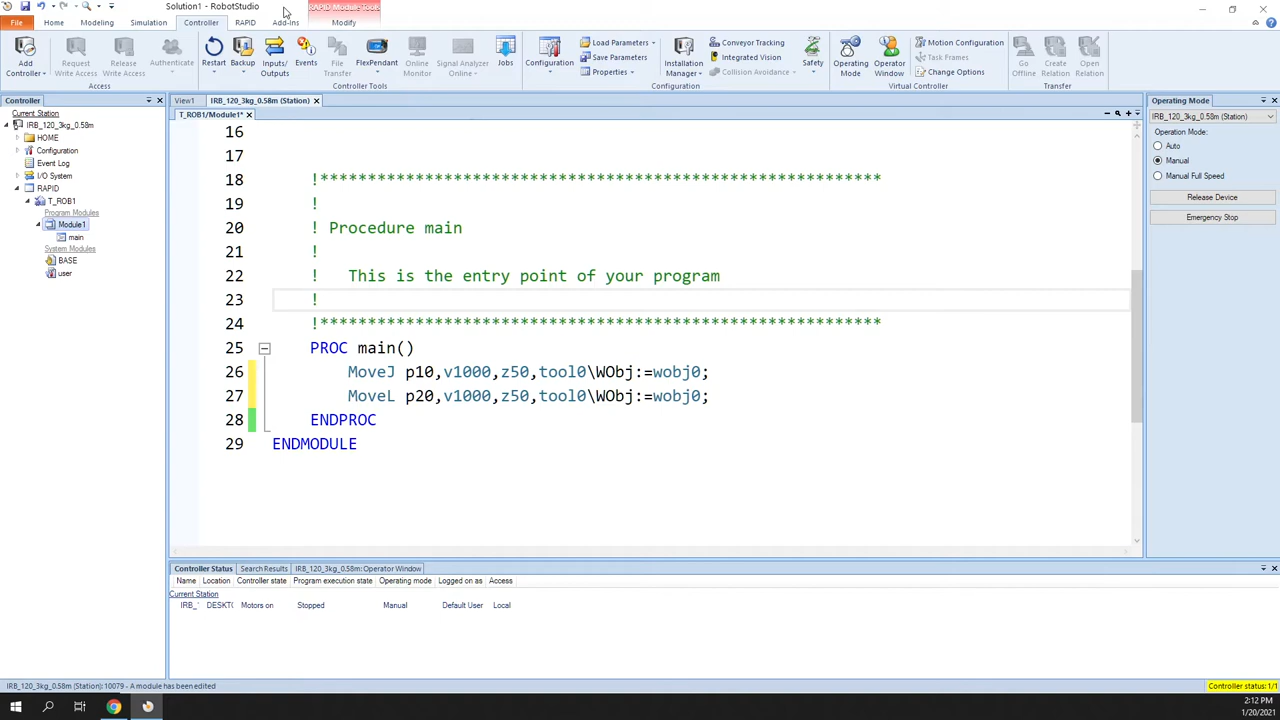 Solution1 - RobotStudio
RAPID Module Tools
File Home Modeling Simulation Controller RAPID Add-Ins Modify
Add Controller
Request Write Access
Release Write Access
Authenticate
Restart
Backup
Inputs/ Outputs
Events
File Transfer
FlexPendant
Online Monitor
Signal Analyzer Online
Jobs
Configuration
Load Parameters
Save Parameters
Properties
Installation Manager
Conveyor Tracking
Integrated Vision
Collision Avoidance
Safety
Operating Mode
Operator Window
Motion Configuration
Task Frames
Change Options
Go Offline
Create Relation
Open Relation
Access Controller Tools Configuration Virtual Controller Transfer
Controller
Current Station
IRB_120_3kg_0.58m
HOME
Configuration
Event Log
I/O System
RAPID
T_ROB1
Program Modules
Module1
main
System Modules
BASE
user
View1 IRB_120_3kg_0.58m (Station)
T_ROB1/Module1*
16
17
18 !***********************************************************
19 !
20 ! Procedure main
21 !
22 !   This is the entry point of your program
23 !
24 !***********************************************************
25 PROC main()
26 MoveJ p10,v1000,z50,tool0\WObj:=wobj0;
27 MoveL p20,v1000,z50,tool0\WObj:=wobj0;
28 ENDPROC
29 ENDMODULE
Operating Mode
IRB_120_3kg_0.58m (Station)
Operation Mode:
Auto
Manual
Manual Full Speed
Release Device
Emergency Stop
Controller Status Search Results IRB_120_3kg_0.58m: Operator Window
Name Location Controller state Program execution state Operating mode Logged on as Access
Current Station
IRB_ DESKT Motors on Stopped Manual Default User Local
IRB_120_3kg_0.58m (Station): 10079 - A module has been edited
Controller status: 1/1
2:12 PM
1/20/2021